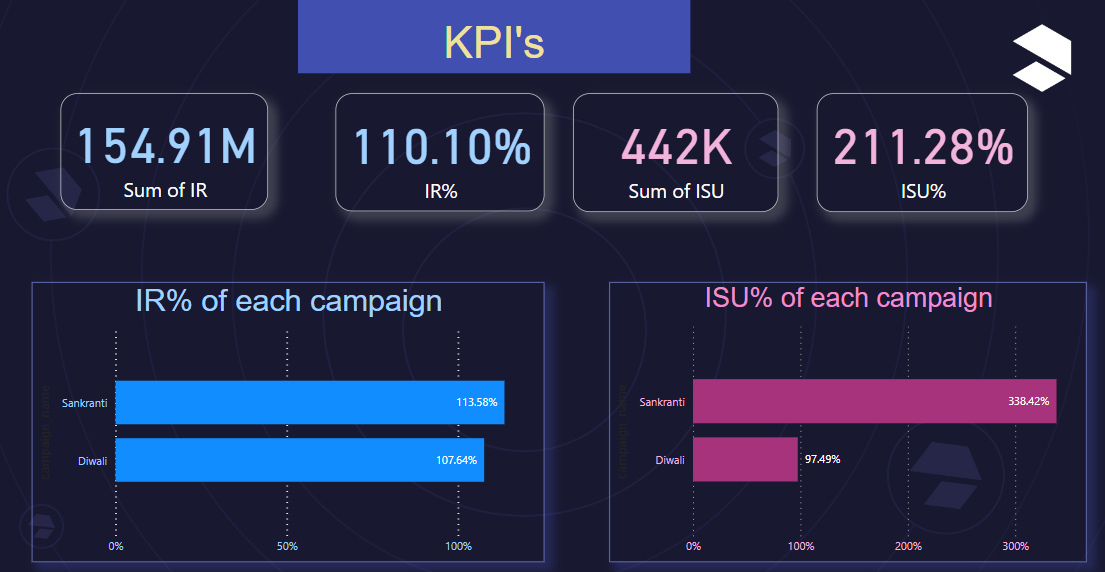 KPI's
154.91M
Sum of IR
110.10%
IR%
442K
Sum of ISU
211.28%
ISU%
IR% of each campaign
campaign_name
Sankranti
113.58%
Diwali
107.64%
0%
50%
100%
ISU% of each campaign
campaign_name
Sankranti
338.42%
Diwali
97.49%
0%
100%
200%
300%